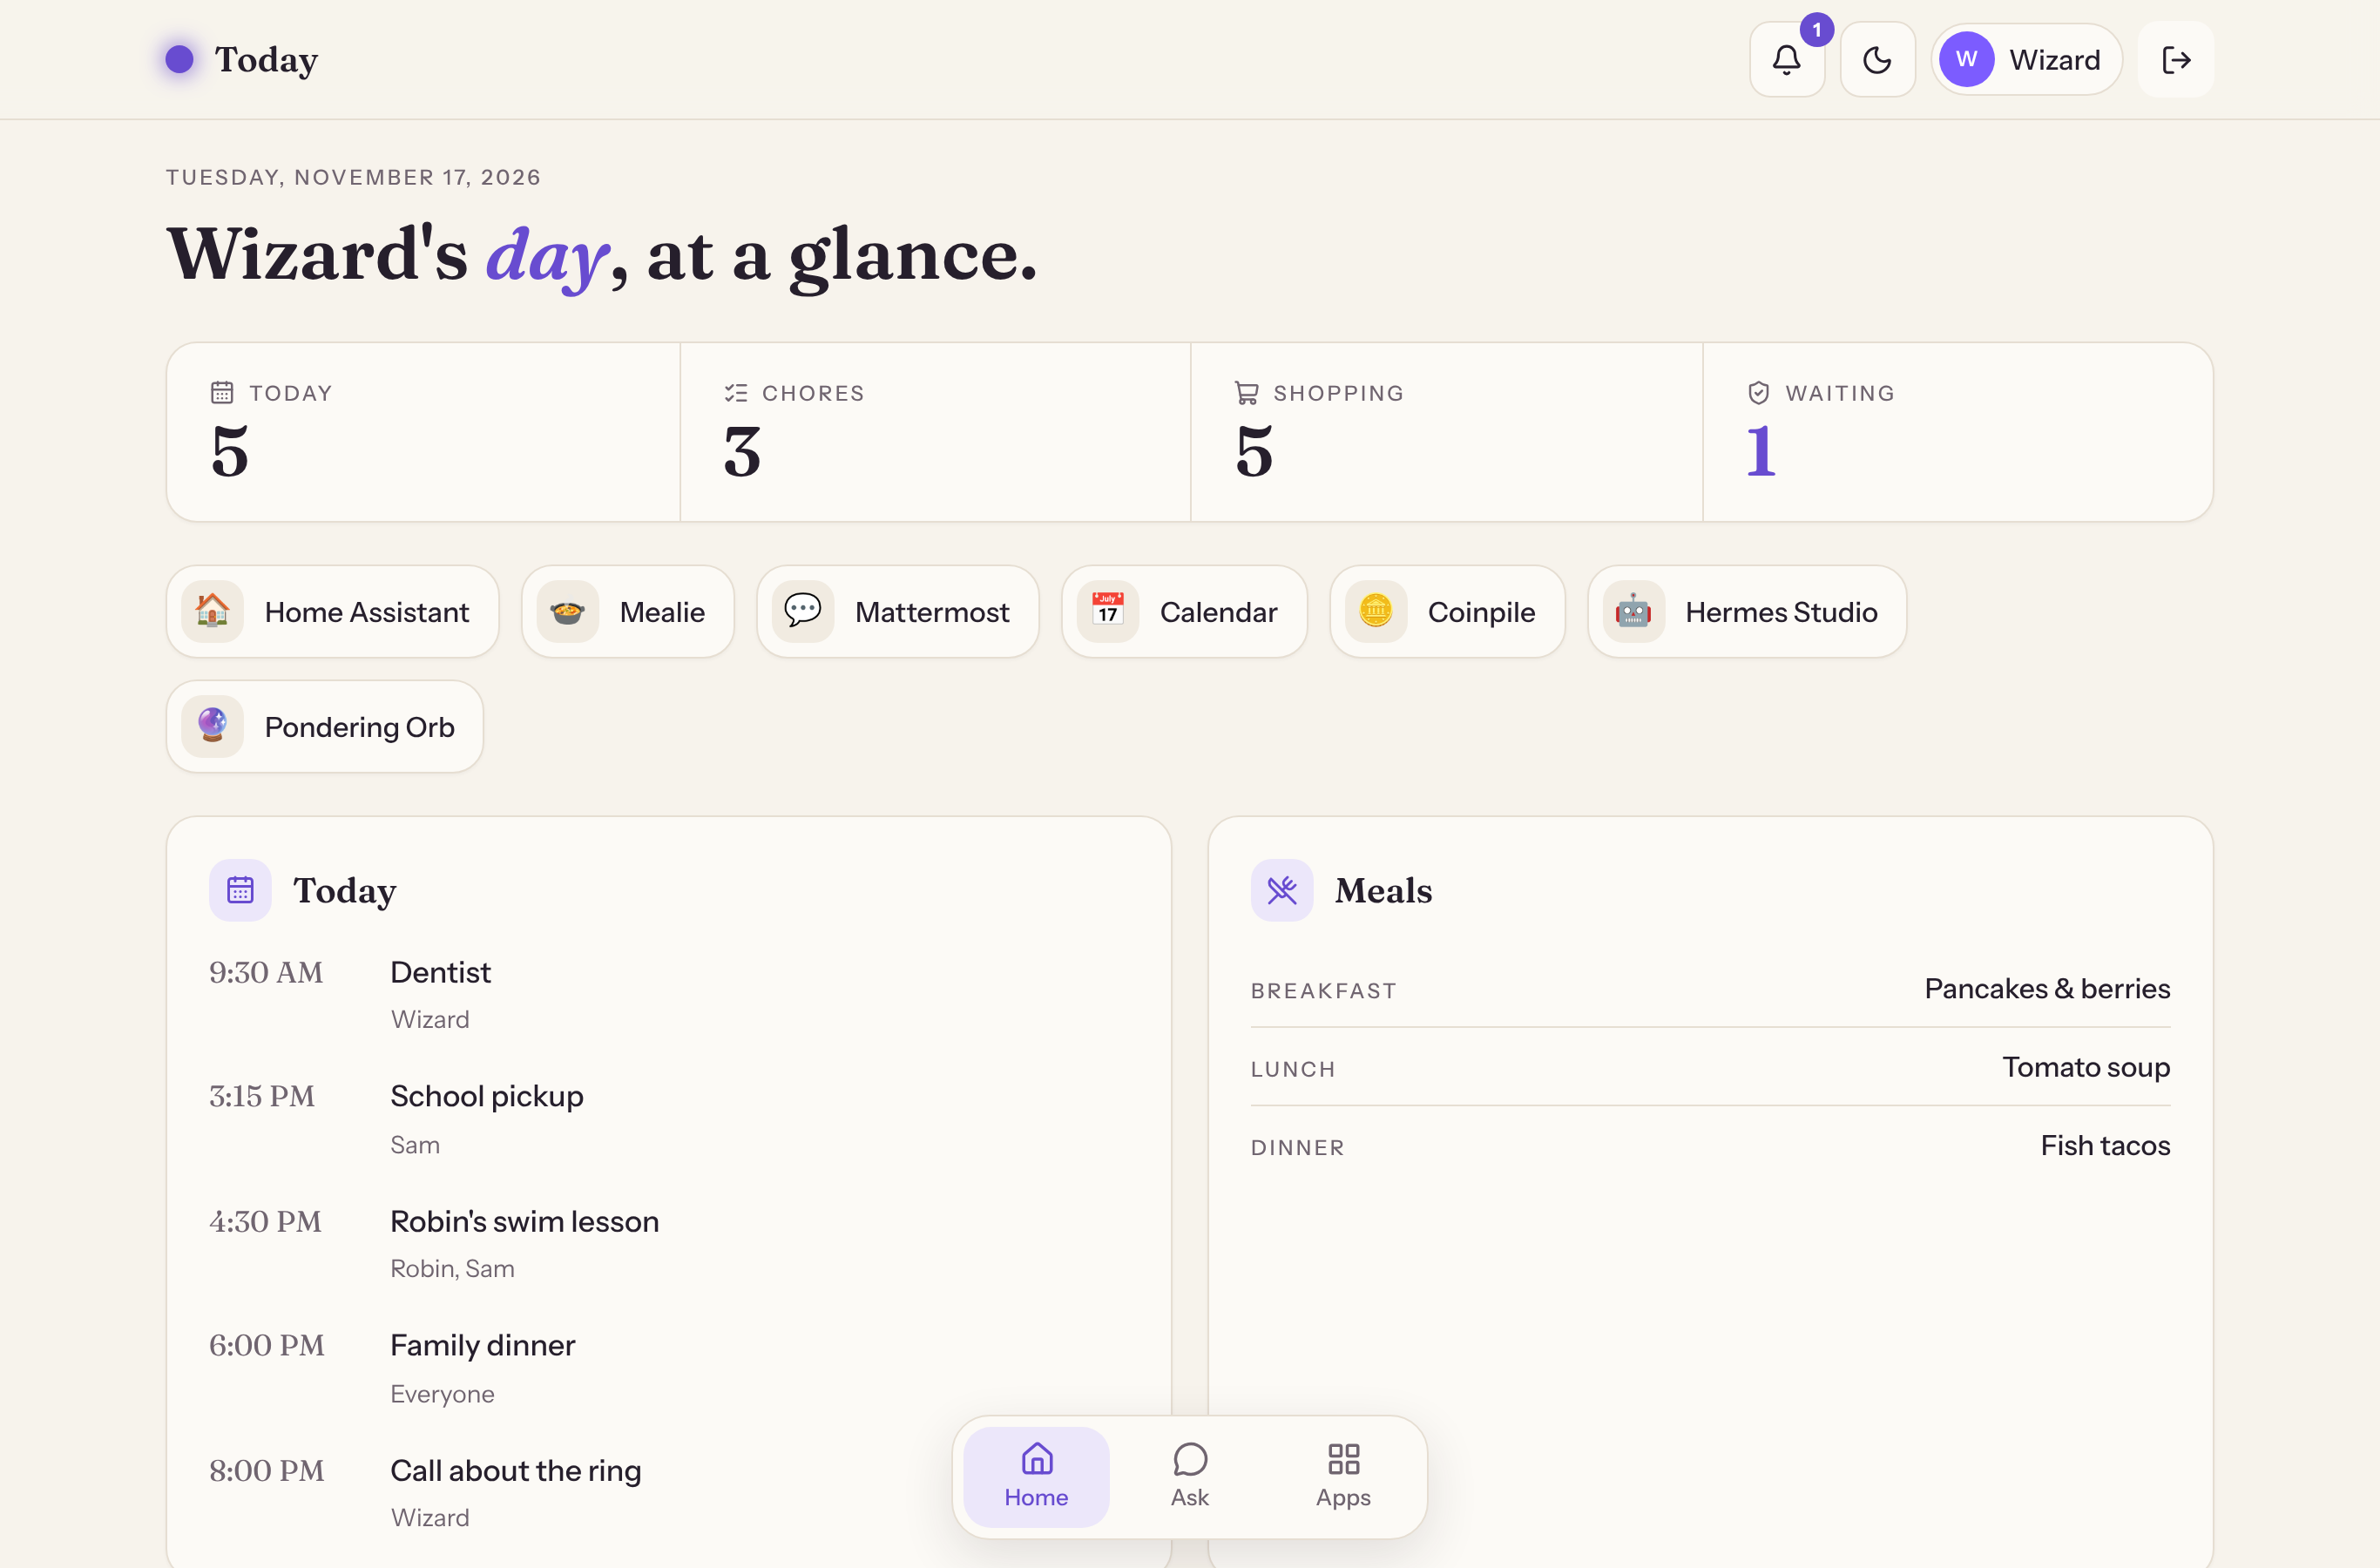 Today
1
W
Wizard
TUESDAY, NOVEMBER 17, 2026
Wizard's day, at a glance.
TODAY
5
CHORES
3
SHOPPING
5
WAITING
1
Home Assistant
Mealie
Mattermost
July
17
Calendar
Coinpile
Hermes Studio
Pondering Orb
Today
9:30 AM
Dentist
Wizard
3:15 PM
School pickup
Sam
4:30 PM
Robin's swim lesson
Robin, Sam
6:00 PM
Family dinner
Everyone
8:00 PM
Call about the ring
Wizard
Meals
BREAKFAST
Pancakes & berries
LUNCH
Tomato soup
DINNER
Fish tacos
Home
Ask
Apps